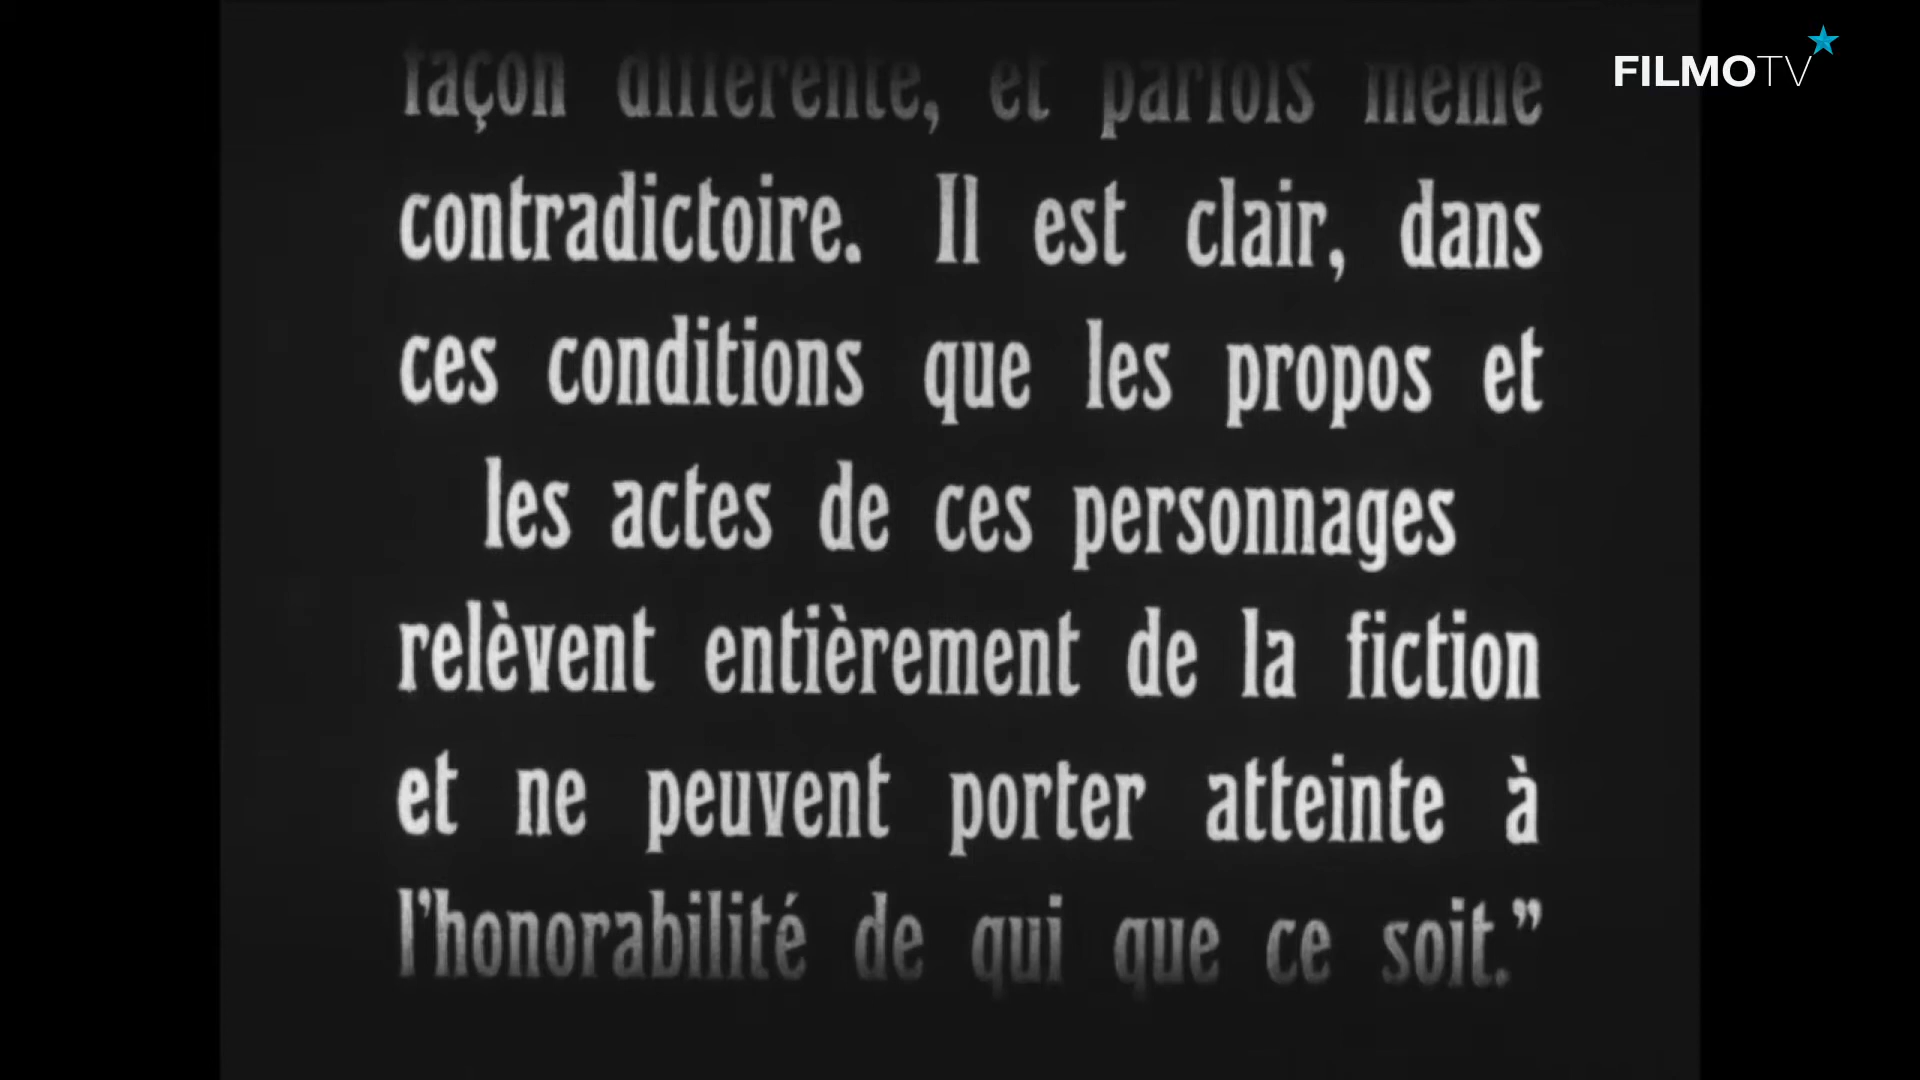 façon différente, et parfois même
FILMOTV
contradictoire. Il est clair, dans
ces conditions que les propos et
les actes de ces personnages
relèvent entièrement de la fiction
et ne peuvent porter atteinte à
l'honorabilité de qui que ce soit.”